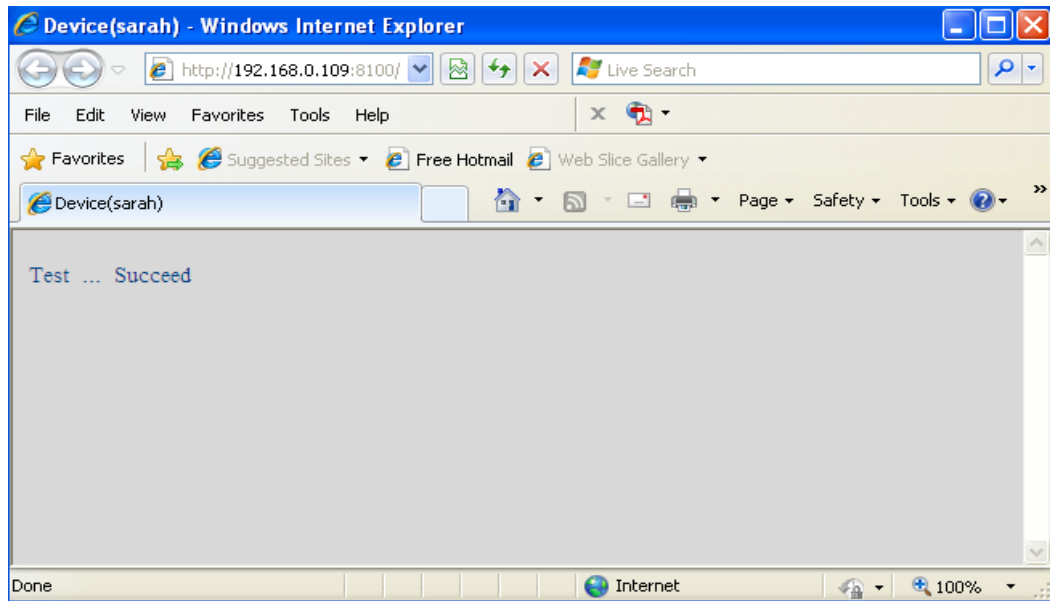 Device(sarah) - Windows Internet Explorer
http://192.168.0.109:8100/ Live Search
File Edit View Favorites Tools Help
Favorites Suggested Sites Free Hotmail Web Slice Gallery
Device(sarah) Page Safety Tools »
Test ... Succeed
Done Internet 100%